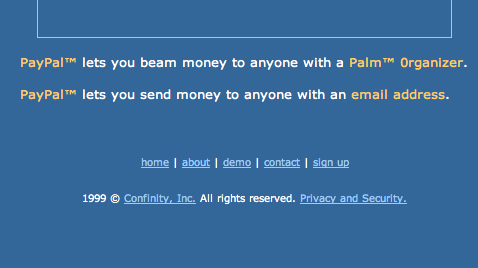 PayPal™ lets you beam money to anyone with a Palm™ 0rganizer.
PayPal™ lets you send money to anyone with an email address.
home | about | demo | contact | sign up
1999 © Confinity, Inc. All rights reserved. Privacy and Security.